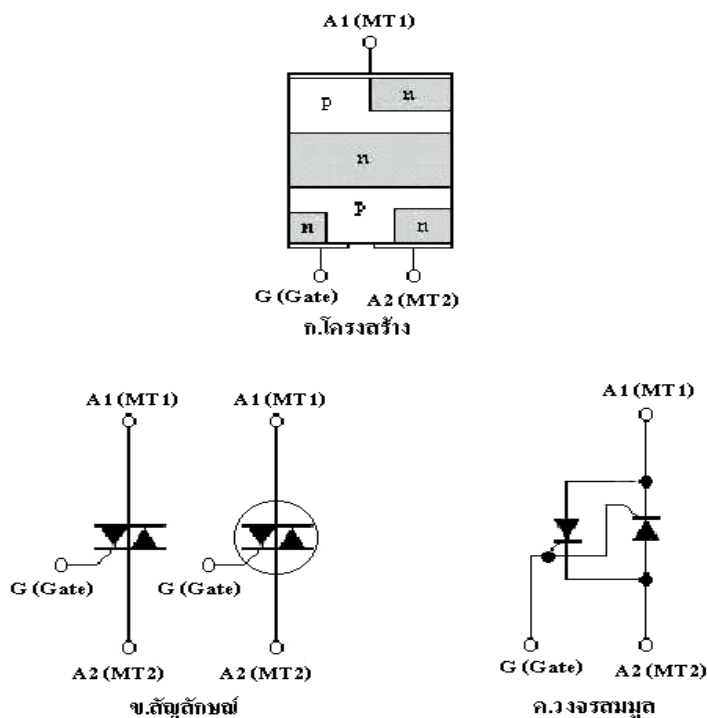 A1(MT1)
p
n
n
p
n
n
G (Gate)
A2 (MT2)
ก.โครงสร้าง
A1 (MT1)
A1 (MT1)
A1 (MT1)
G (Gate)
G (Gate)
A2 (MT2)
A2 (MT2)
G (Gate)
A2 (MT2)
ข.สัญลักษณ์
ค.วงจรสมมูล